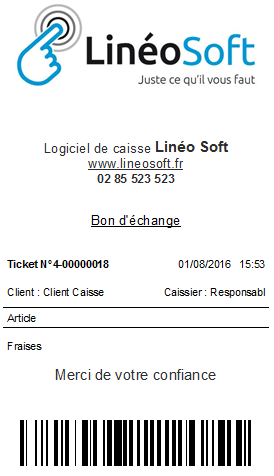 LinéoSoft
Juste ce qu'il vous faut
Logiciel de caisse Linéo Soft
www.lineosoft.fr
02 85 523 523
Bon d'échange
Ticket N°4-00000018 01/08/2016 15:53
Client : Client Caisse Caissier : Responsabl
Article
Fraises
Merci de votre confiance